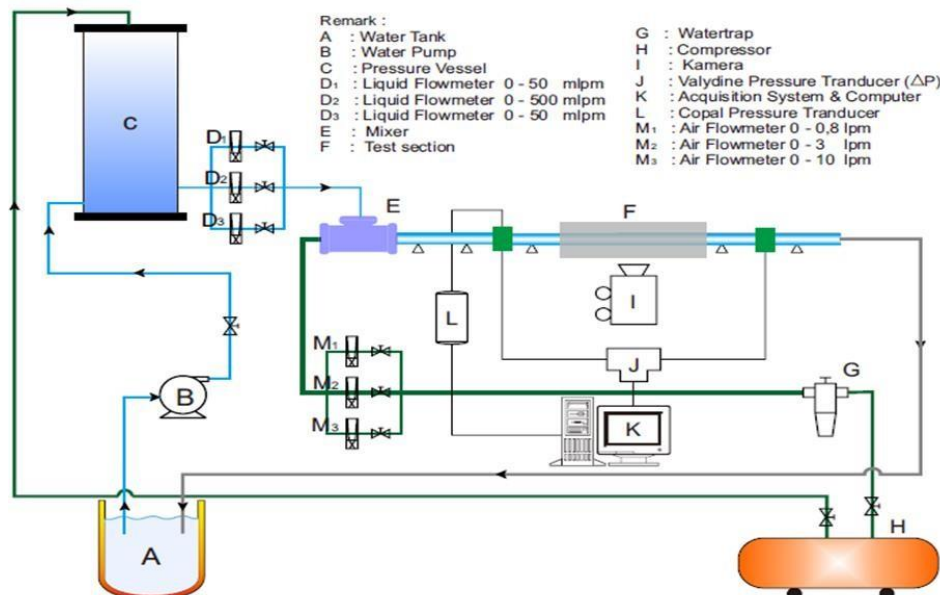 Remark :
A : Water Tank
B : Water Pump
C : Pressure Vessel
D₁ : Liquid Flowmeter 0 - 50 mlpm
D₂ : Liquid Flowmeter 0 - 500 mlpm
D₃ : Liquid Flowmeter 0 - 50 mlpm
E : Mixer
F : Test section
G : Watertrap
H : Compressor
I : Kamera
J : Valydine Pressure Tranducer (△P)
K : Acquisition System & Computer
L : Copal Pressure Tranducer
M₁ : Air Flowmeter 0 - 0,8 lpm
M₂ : Air Flowmeter 0 - 3 lpm
M₃ : Air Flowmeter 0 - 10 lpm
C
D₁
D₂
D₃
E
F
I
L
M₁
M₂
M₃
J
G
B
K
A
H